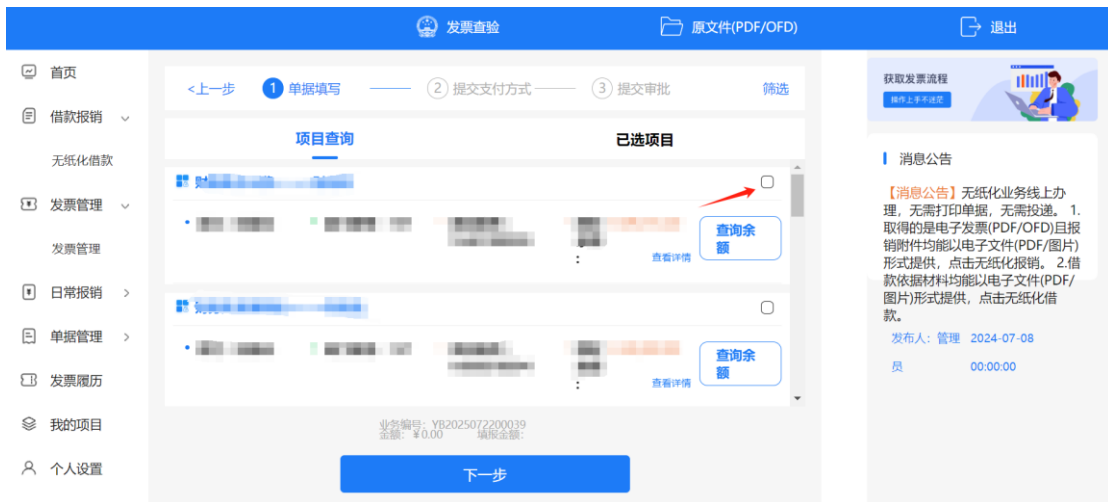 发票查验
原文件(PDF/OFD)
退出
首页
借款报销
无纸化借款
发票管理
发票管理
日常报销
单据管理
发票履历
我的项目
个人设置
<上一步
1 单据填写
2 提交支付方式
3 提交审批
筛选
项目查询
已选项目
查询余
额
查看详情
:
查询余
额
查看详情
:
业务编号: YB2025072200039
金额: ¥0.00 填报金额:
下一步
获取发票流程
操作上手不迷茫
消息公告
【消息公告】无纸化业务线上办
理，无需打印单据，无需投递。 1.
取得的是电子发票(PDF/OFD)且报
销附件均能以电子文件(PDF/图片)
形式提供，点击无纸化报销。 2.借
款依据材料均能以电子文件(PDF/
图片)形式提供，点击无纸化借
款。
发布人：管理 2024-07-08
员 00:00:00